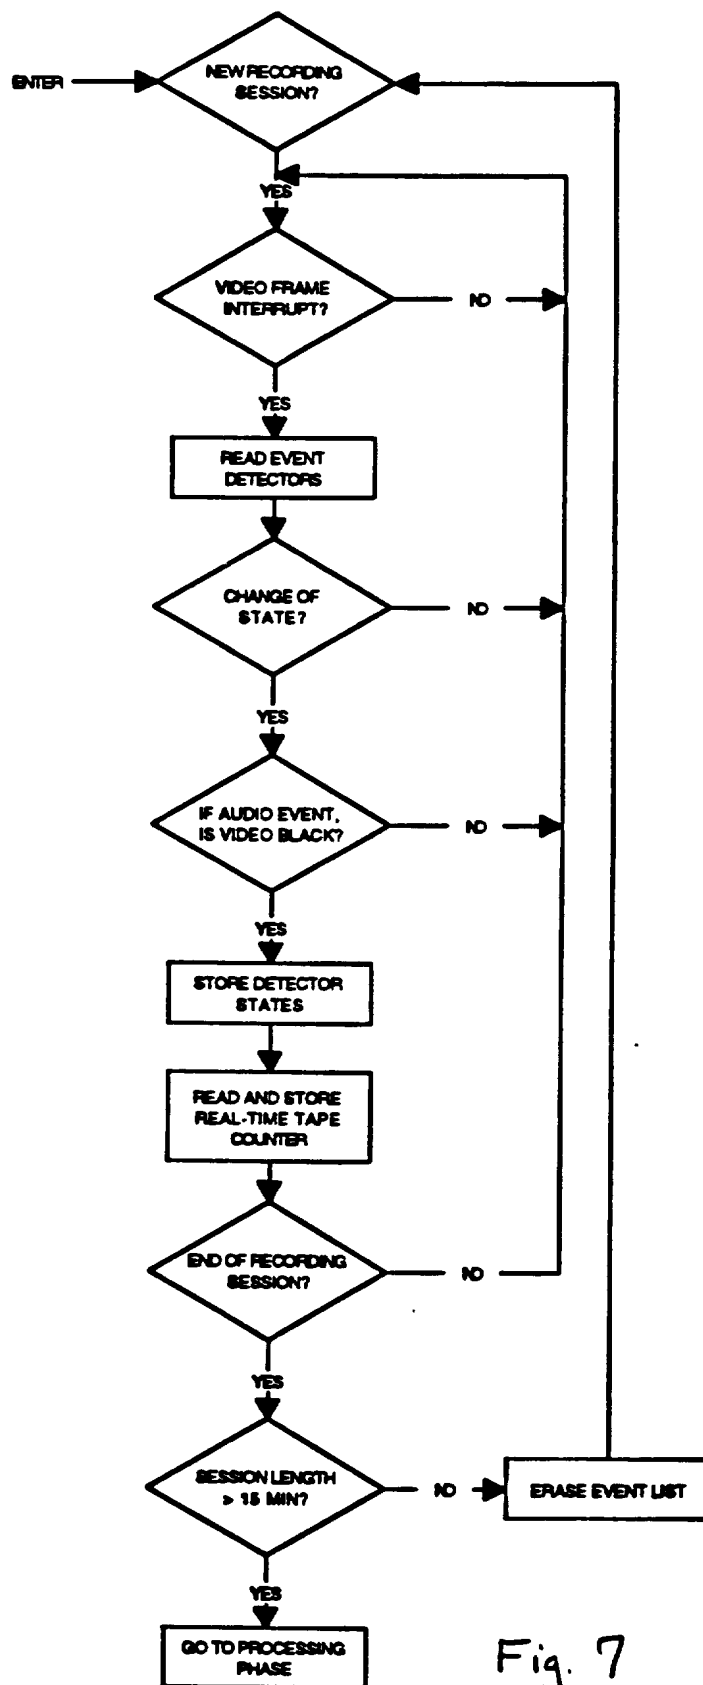 NEW RECORDING
SESSION?
ENTER
YES
VIDEO FRAME
INTERRUPT?
NO
YES
READ EVENT
DETECTORS
CHANGE OF
STATE?
NO
YES
IF AUDIO EVENT,
IS VIDEO BLACK?
NO
YES
STORE DETECTOR
STATES
READ AND STORE
REAL-TIME TAPE
COUNTER
END OF RECORDING
SESSION?
NO
YES
SESSION LENGTH
> 15 MIN?
NO
ERASE EVENT LIST
YES
GO TO PROCESSING
PHASE
Fig. 7